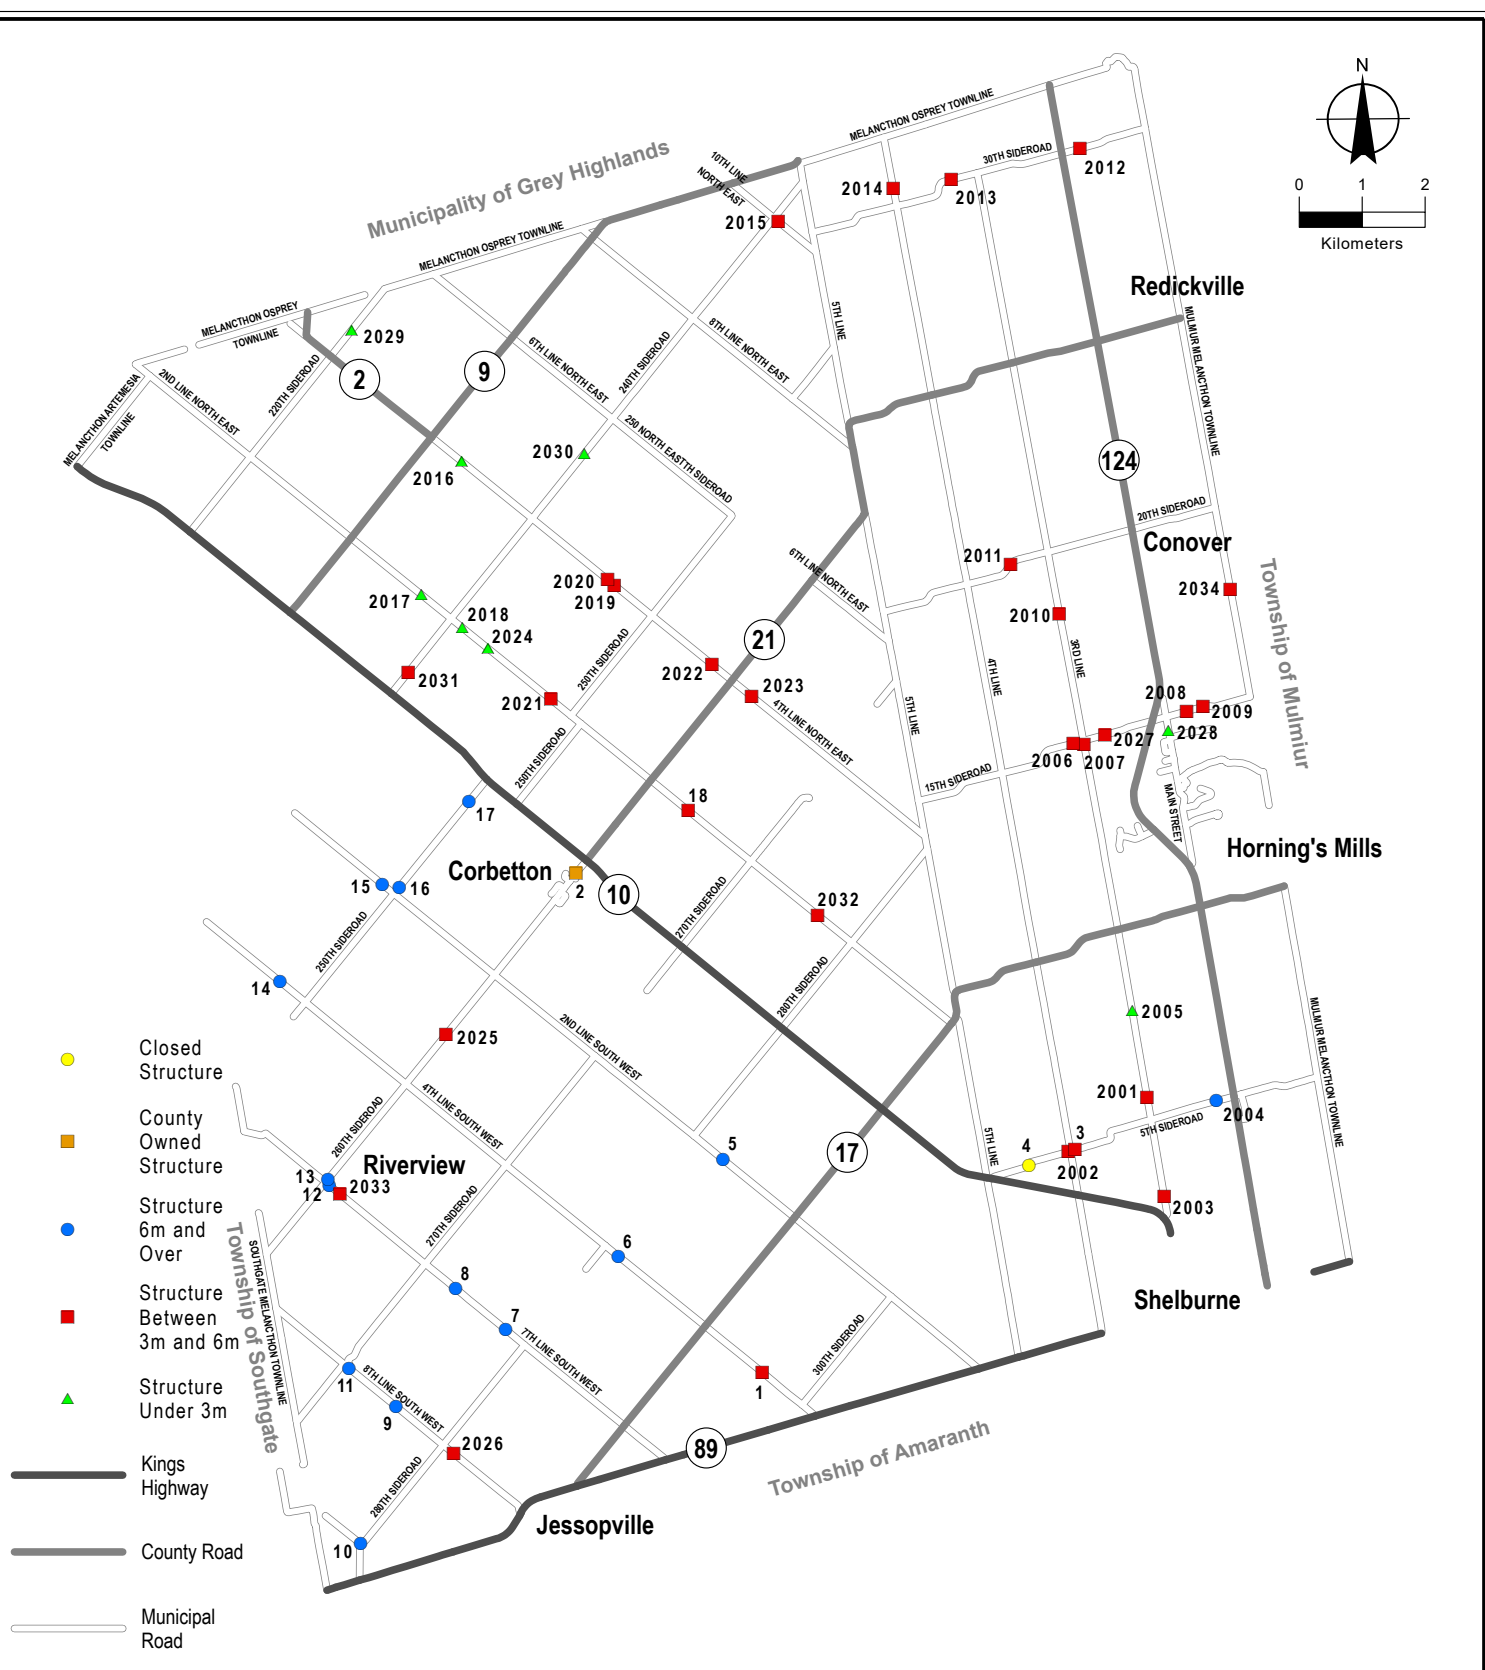 N
0 1 2
Kilometers
MELANCTHON OSPREY TOWNLINE
10TH LINE
NORTH EAST
30TH SIDEROAD
2012
2014
2013
2015
Municipality of Grey Highlands
MELANCTHON OSPREY TOWNLINE
Redickville
MELANCTHON OSPREY
TOWNLINE
2029
220TH SIDEROAD
2
9
6TH LINE NORTH EAST
240TH SIDEROAD
8TH LINE NORTH EAST
5TH LINE
MULMUR MELANCTHON TOWNLINE
2ND LINE NORTH EAST
MELANCTHON ARTEMESIA
TOWNLINE
250 NORTH EASTTH SIDEROAD
2030
2016
124
20TH SIDEROAD
Conover
2011
6TH LINE NORTH EAST
2020
2019
2034
2010
2017
2018
2024
Township of Mulmiur
21
250TH SIDEROAD
2022
2023
3RD LINE
4TH LINE
2031
2021
4TH LINE NORTH EAST
5TH LINE
2008
2009
2027
2028
2006
2007
15TH SIDEROAD
MAIN STREET
250TH SIDEROAD
17
18
Horning's Mills
Corbetton
2
10
15
16
250TH SIDEROAD
270TH SIDEROAD
2032
280TH SIDEROAD
14
2005
2025
2ND LINE SOUTH WEST
MULMUR MELANCTHON TOWNLINE
Closed
Structure
County
Owned
Structure
Structure
6m and
Over
Structure
Between
3m and 6m
Structure
Under 3m
Kings
Highway
County Road
Municipal
Road
260TH SIDEROAD
4TH LINE SOUTH WEST
2001
2004
5TH SIDEROAD
3
4
2002
5TH LINE
2003
5
17
Riverview
13
12
2033
270TH SIDEROAD
Township of Southgate
SOUTHGATE MELANCTHON TOWNLINE
6
8
7
7TH LINE SOUTH WEST
Shelburne
300TH SIDEROAD
1
11
8TH LINE SOUTH WEST
9
2026
89
Township of Amaranth
280TH SIDEROAD
Jessopville
10